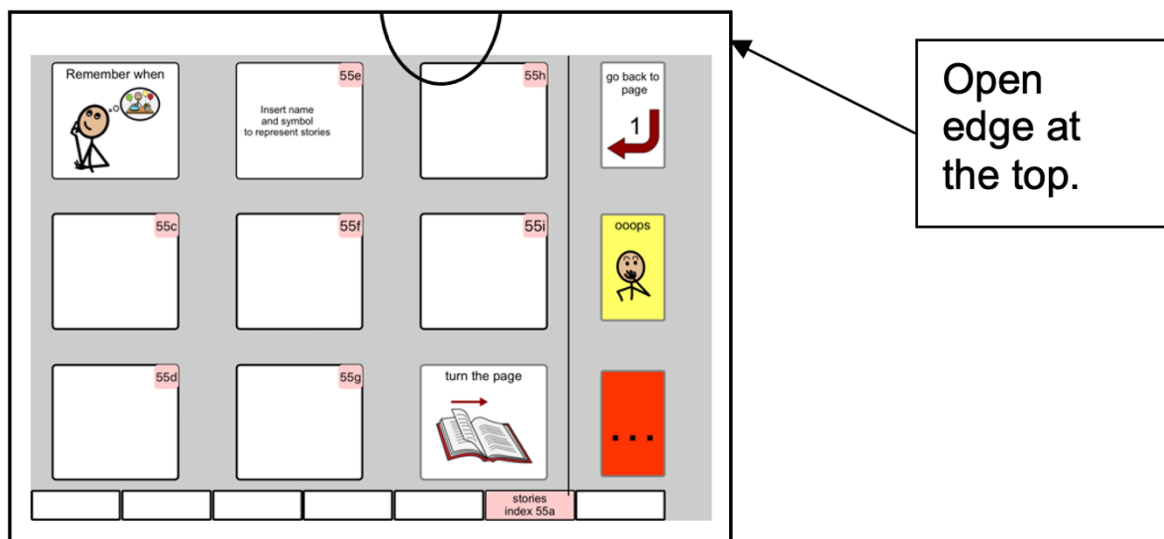 Remember when
55e
Insert name
and symbol
to represent stories
55h
go back to
page
1
55c
55f
55i
ooops
55d
55g
turn the page
...
stories
index 55a
Open
edge at
the top.